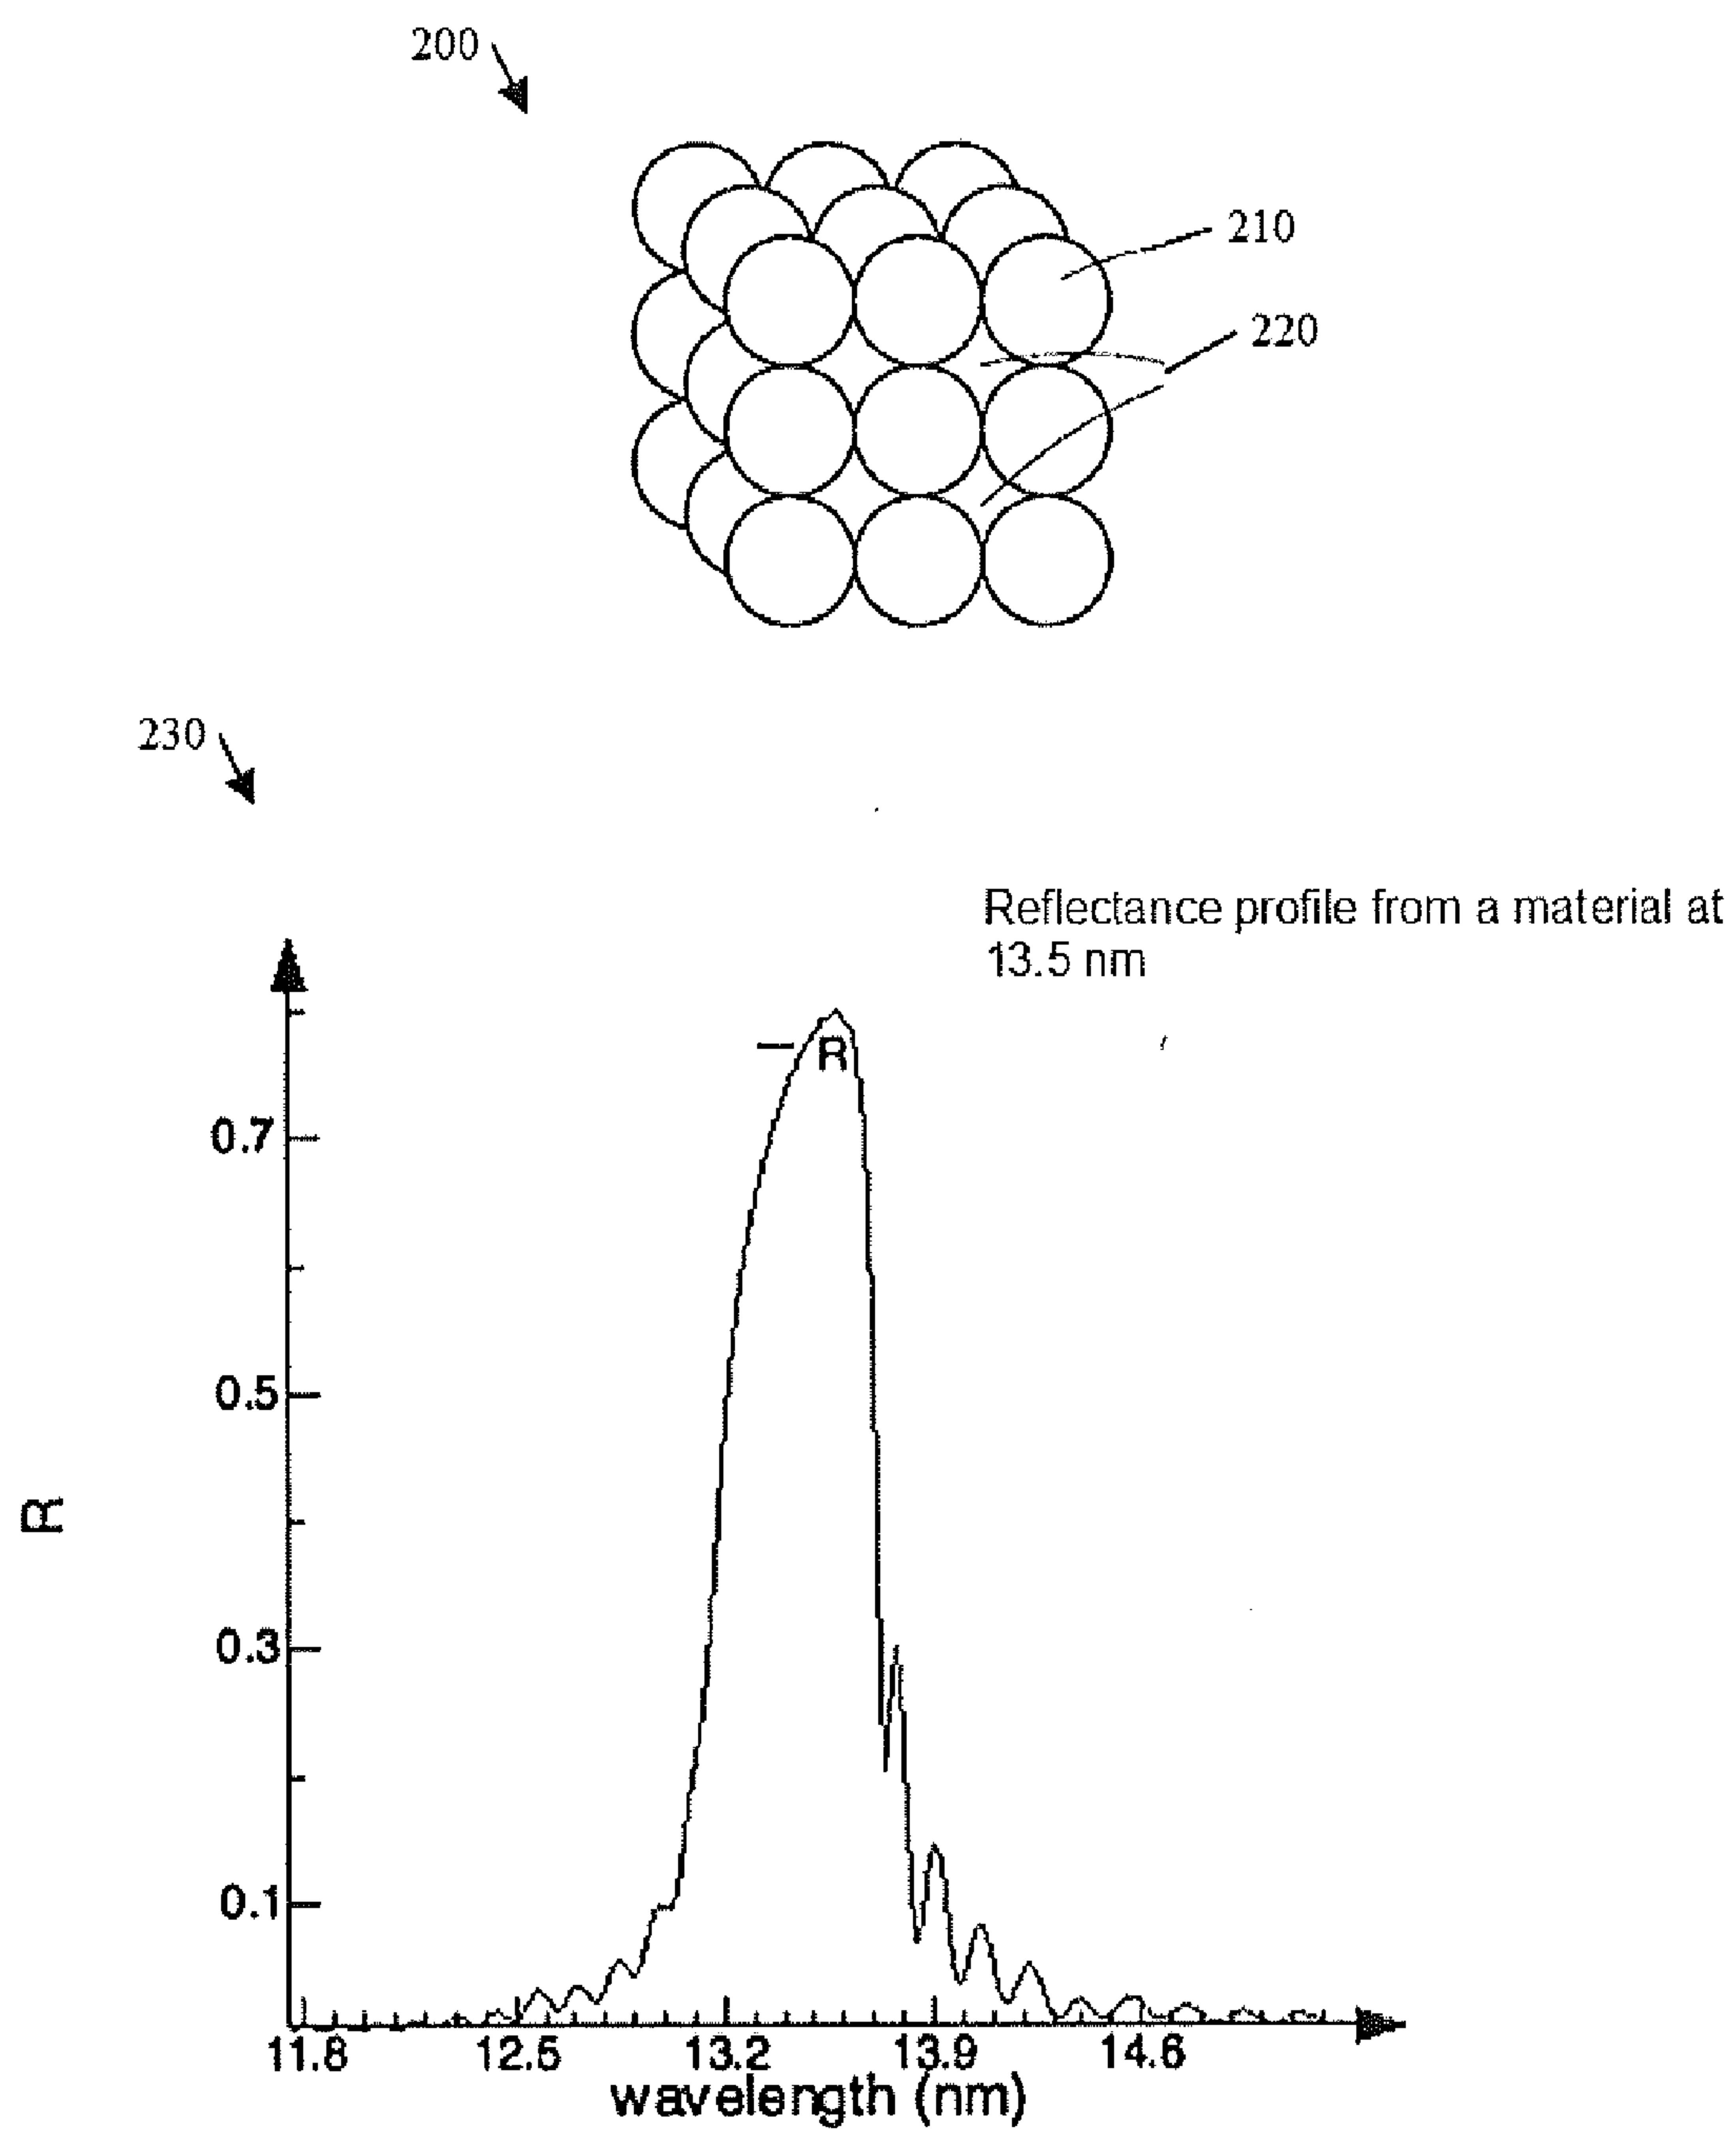 200
210
220
230
Reflectance profile from a material at
13.5 nm
R
0.7
0.5
R
0.3
0.1
11.8 12.5 13.2 13.9 14.6
wavelength (nm)